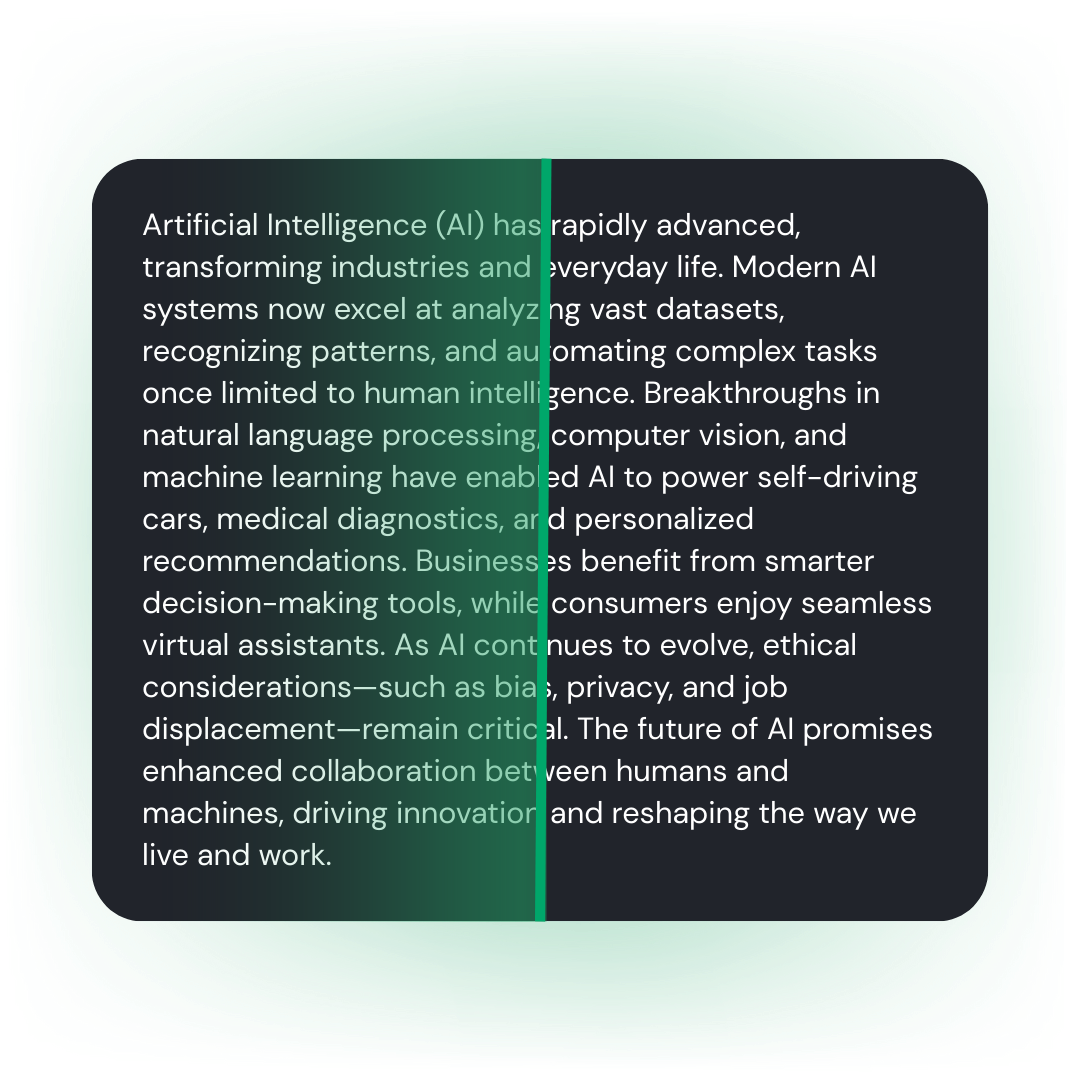 Artificial Intelligence (AI) has rapidly advanced,
transforming industries and everyday life. Modern AI
systems now excel at analyzing vast datasets,
recognizing patterns, and automating complex tasks
once limited to human intelligence. Breakthroughs in
natural language processing, computer vision, and
machine learning have enabled AI to power self-driving
cars, medical diagnostics, and personalized
recommendations. Businesses benefit from smarter
decision-making tools, while consumers enjoy seamless
virtual assistants. As AI continues to evolve, ethical
considerations—such as bias, privacy, and job
displacement—remain critical. The future of AI promises
enhanced collaboration between humans and
machines, driving innovation and reshaping the way we
live and work.